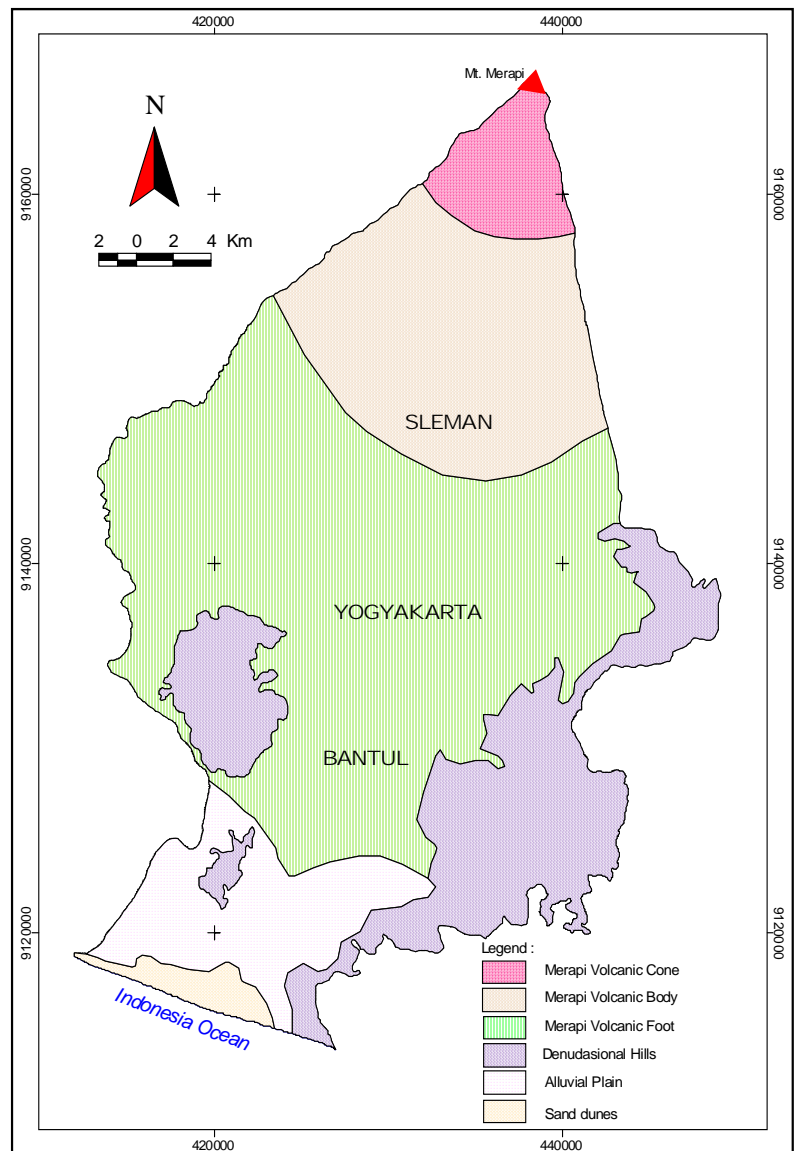 420000
440000
Mt. Merapi
N
9160000
9160000
2 0 2 4 Km
SLEMAN
9140000
9140000
YOGYAKARTA
BANTUL
9120000
9120000
Legend :
Merapi Volcanic Cone
Merapi Volcanic Body
Merapi Volcanic Foot
Denudasional Hills
Alluvial Plain
Sand dunes
Indonesia Ocean
420000
440000